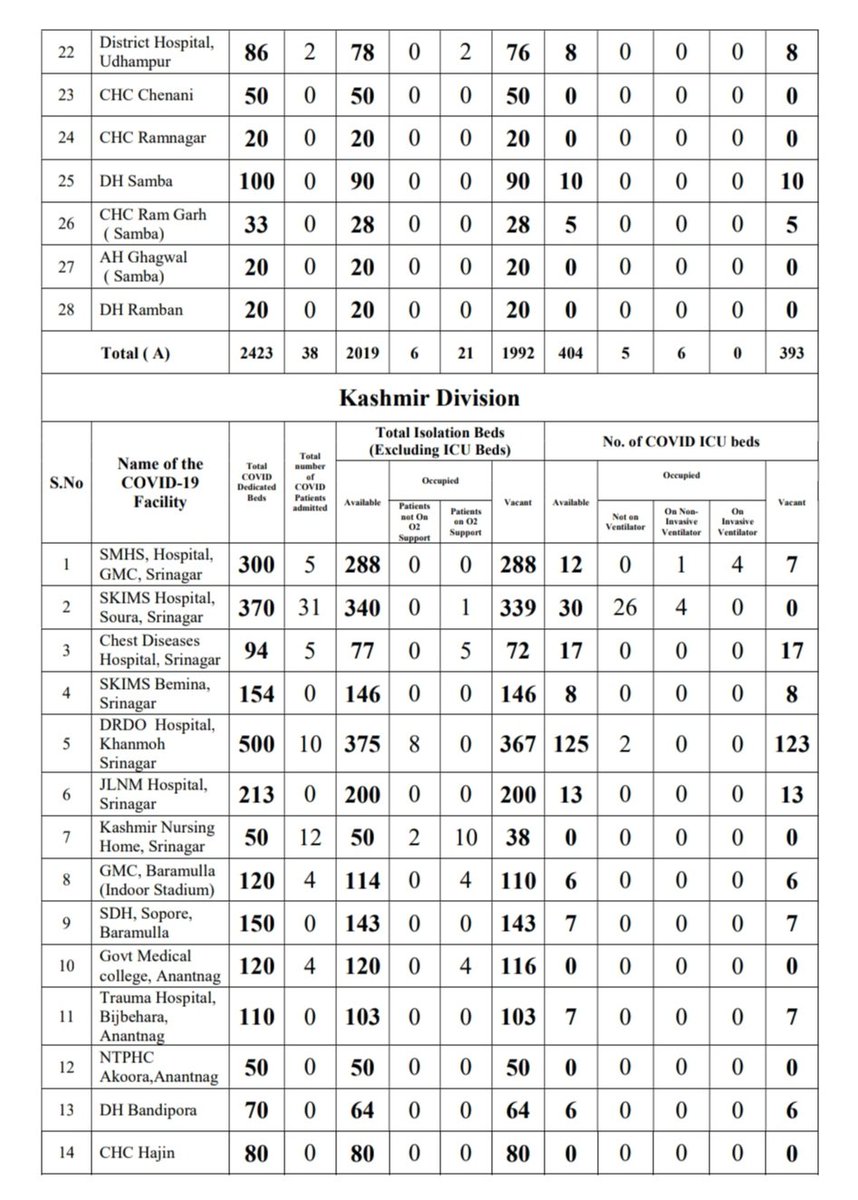 22 District Hospital, Udhampur 86 2 78 0 2 76 8 0 0 0 8
23 CHC Chenani 50 0 50 0 0 50 0 0 0 0 0
24 CHC Ramnagar 20 0 20 0 0 20 0 0 0 0 0
25 DH Samba 100 0 90 0 0 90 10 0 0 0 10
26 CHC Ram Garh ( Samba) 33 0 28 0 0 28 5 0 0 0 5
27 AH Ghagwal ( Samba) 20 0 20 0 0 20 0 0 0 0 0
28 DH Ramban 20 0 20 0 0 20 0 0 0 0 0
Total ( A) 2423 38 2019 6 21 1992 404 5 6 0 393
Kashmir Division
S.No
Name of the COVID-19 Facility
Total COVID Dedicated Beds
Total number of COVID Patients admitted
Total Isolation Beds (Excluding ICU Beds)
No. of COVID ICU beds
Available
Occupied
Patients not On O2 Support
Patients on O2 Support
Vacant
Available
Occupied
Not on Ventilator
On Non-Invasive Ventilator
On Invasive Ventilator
Vacant
1 SMHS, Hospital, GMC, Srinagar 300 5 288 0 0 288 12 0 1 4 7
2 SKIMS Hospital, Soura, Srinagar 370 31 340 0 1 339 30 26 4 0 0
3 Chest Diseases Hospital, Srinagar 94 5 77 0 5 72 17 0 0 0 17
4 SKIMS Bemina, Srinagar 154 0 146 0 0 146 8 0 0 0 8
5 DRDO Hospital, Khanmoh Srinagar 500 10 375 8 0 367 125 2 0 0 123
6 JLNM Hospital, Srinagar 213 0 200 0 0 200 13 0 0 0 13
7 Kashmir Nursing Home, Srinagar 50 12 50 2 10 38 0 0 0 0 0
8 GMC, Baramulla (Indoor Stadium) 120 4 114 0 4 110 6 0 0 0 6
9 SDH, Sopore, Baramulla 150 0 143 0 0 143 7 0 0 0 7
10 Govt Medical college, Anantnag 120 4 120 0 4 116 0 0 0 0 0
11 Trauma Hospital, Bijbehara, Anantnag 110 0 103 0 0 103 7 0 0 0 7
12 NTPHC Akoora,Anantnag 50 0 50 0 0 50 0 0 0 0 0
13 DH Bandipora 70 0 64 0 0 64 6 0 0 0 6
14 CHC Hajin 80 0 80 0 0 80 0 0 0 0 0